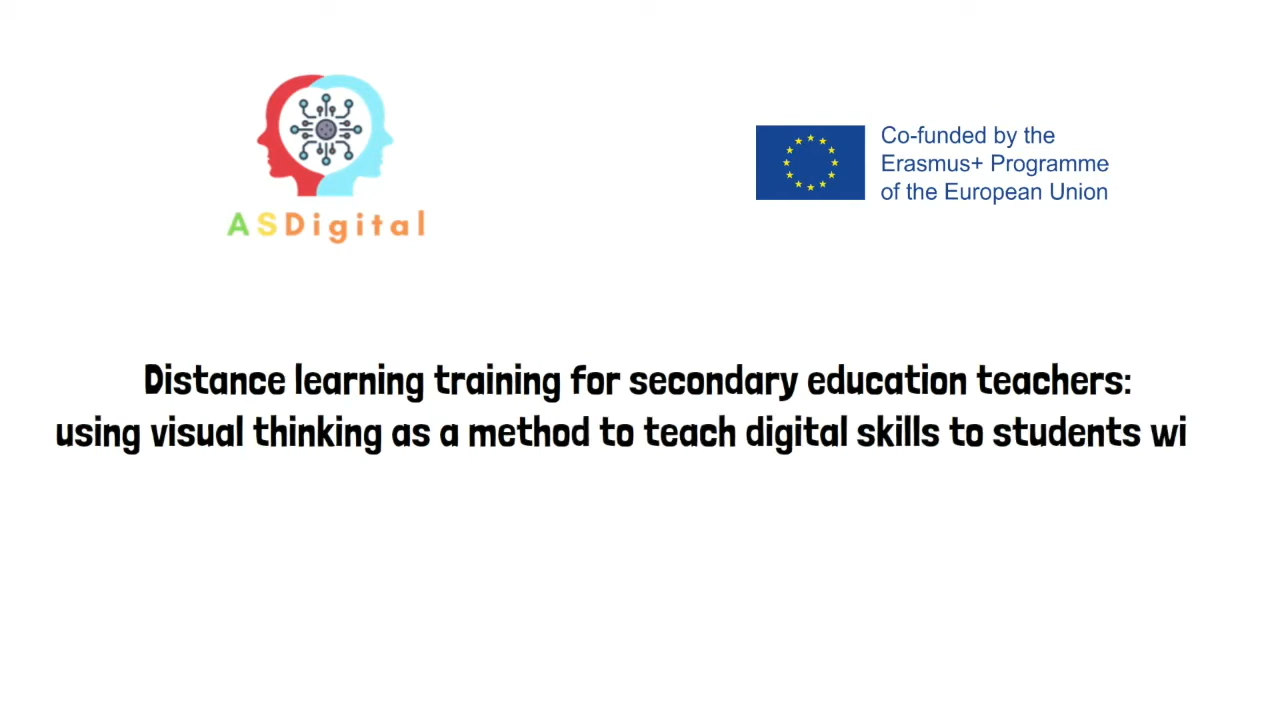 ASDigital
Co-funded by the
Erasmus+ Programme
of the European Union
Distance learning training for secondary education teachers:
using visual thinking as a method to teach digital skills to students wi